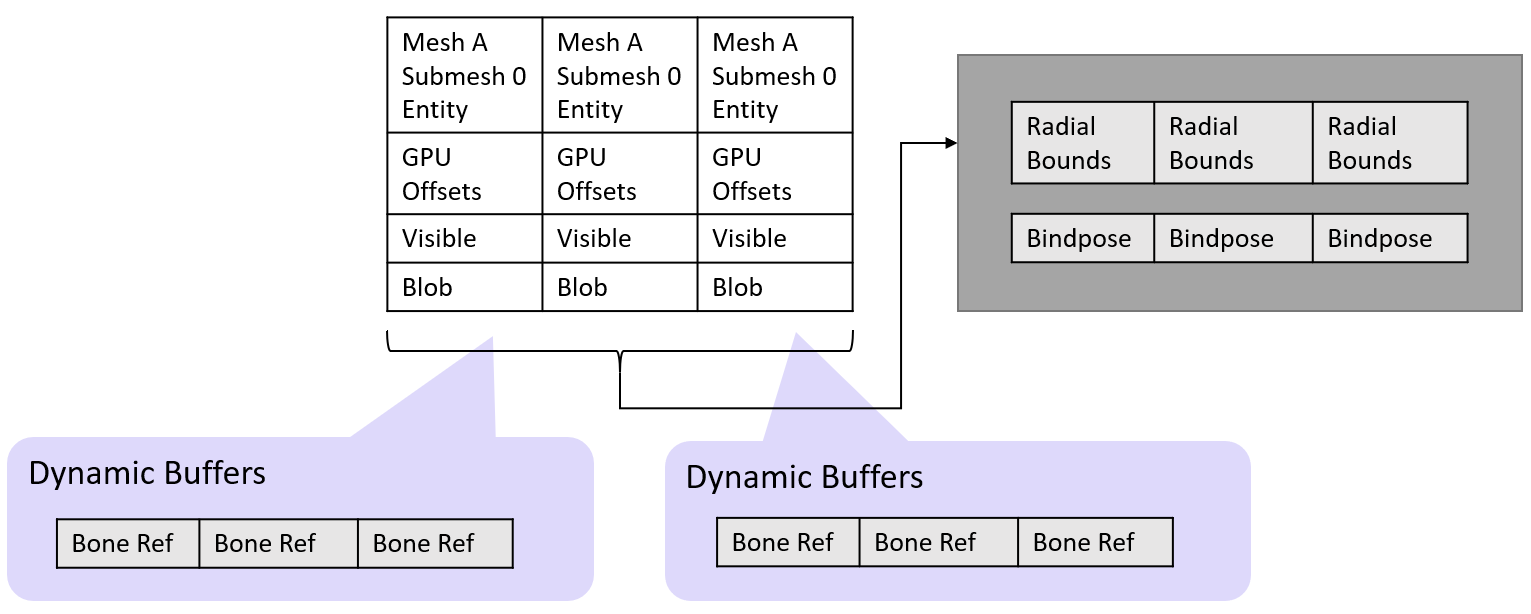 Mesh A
Submesh 0
Entity
Mesh A
Submesh 0
Entity
Mesh A
Submesh 0
Entity
GPU
Offsets
GPU
Offsets
GPU
Offsets
Visible
Visible
Visible
Blob
Blob
Blob
Radial
Bounds
Radial
Bounds
Radial
Bounds
Bindpose
Bindpose
Bindpose
Dynamic Buffers
Bone Ref
Bone Ref
Bone Ref
Dynamic Buffers
Bone Ref
Bone Ref
Bone Ref